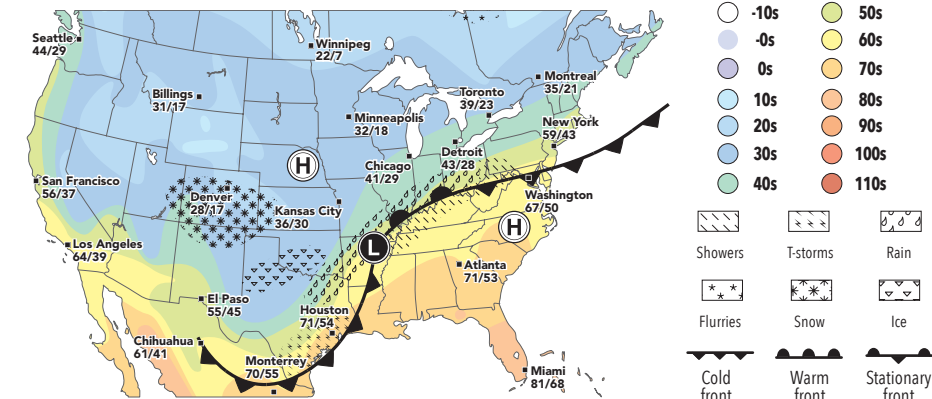 Seattle
44/29
Winnipeg
22/7
Billings
31/17
Minneapolis
32/18
Toronto
39/23
Montreal
35/21
New York
59/43
Detroit
43/28
Chicago
41/29
H
San Francisco
56/37
Denver
28/17
Kansas City
36/30
Washington
67/50
H
L
Los Angeles
64/39
Atlanta
71/53
El Paso
55/45
Houston
71/54
Chihuahua
61/41
Monterrey
70/55
Miami
81/68
-10s
-0s
0s
10s
20s
30s
40s
50s
60s
70s
80s
90s
100s
110s
Showers
T-storms
Rain
Flurries
Snow
Ice
Cold
front
Warm
front
Stationary
front